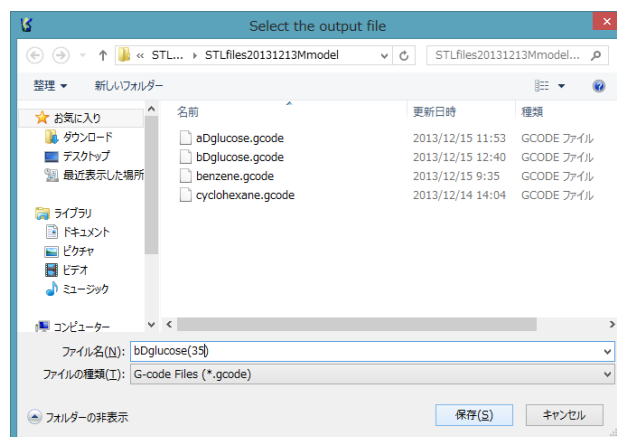 Select the output file
« STL... ▸ STLfiles20131213Mmodel
STLfiles20131213Mmodel...
整理 ▼ 新しいフォルダー
お気に入り
ダウンロード
デスクトップ
最近表示した場所
ライブラリ
ドキュメント
ピクチャ
ビデオ
ミュージック
コンピューター
名前 更新日時 種類
aDglucose.gcode 2013/12/15 11:53 GCODE ファイル
bDglucose.gcode 2013/12/15 12:40 GCODE ファイル
benzene.gcode 2013/12/15 9:35 GCODE ファイル
cyclohexane.gcode 2013/12/14 14:04 GCODE ファイル
ファイル名(N): bDglucose(35)
ファイルの種類(T): G-code Files (*.gcode)
フォルダーの非表示 保存(S) キャンセル